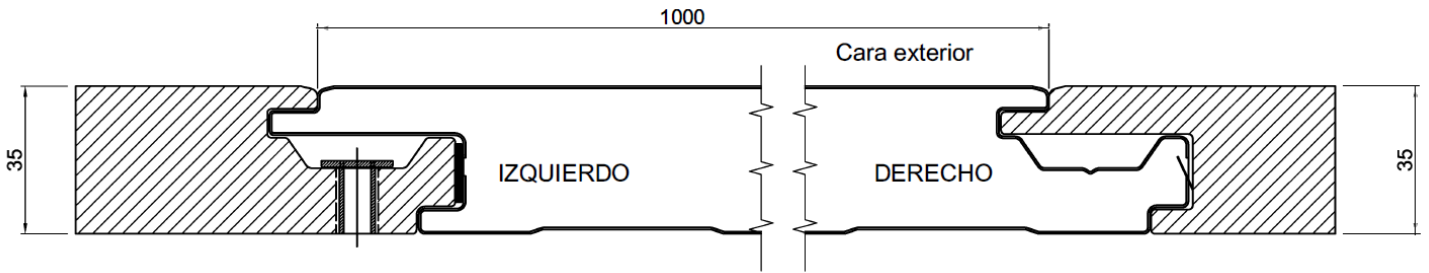 1000
Cara exterior
35
IZQUIERDO
DERECHO
35